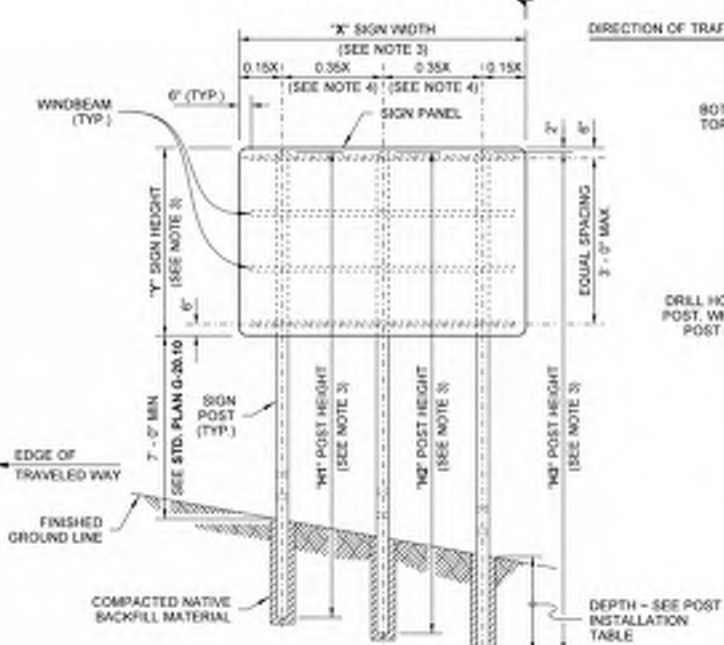 "X" SIGN WIDTH
(SEE NOTE 3)
DIRECTION OF
0.15X
0.35X
0.35X
0.15X
(SEE NOTE 4)
(SEE NOTE 4)
6" (TYP.)
WINDBEAM
(TYP.)
SIGN PANEL
2"
6"
"Y" SIGN HEIGHT
(SEE NOTE 3)
EQUAL SPACING
3' - 0" MAX.
6"
DRILL
POST.
POST
7' - 0" MIN
SEE STD. PLAN G-20.10
SIGN
POST
(TYP.)
"H1" POST HEIGHT
(SEE NOTE 3)
"H2" POST HEIGHT
(SEE NOTE 3)
"H3" POST HEIGHT
(SEE NOTE 3)
EDGE OF
TRAVELED WAY
FINISHED
GROUND LINE
COMPACTED NATIVE
BACKFILL MATERIAL
DEPTH - SEE POST
INSTALLATION
TABLE